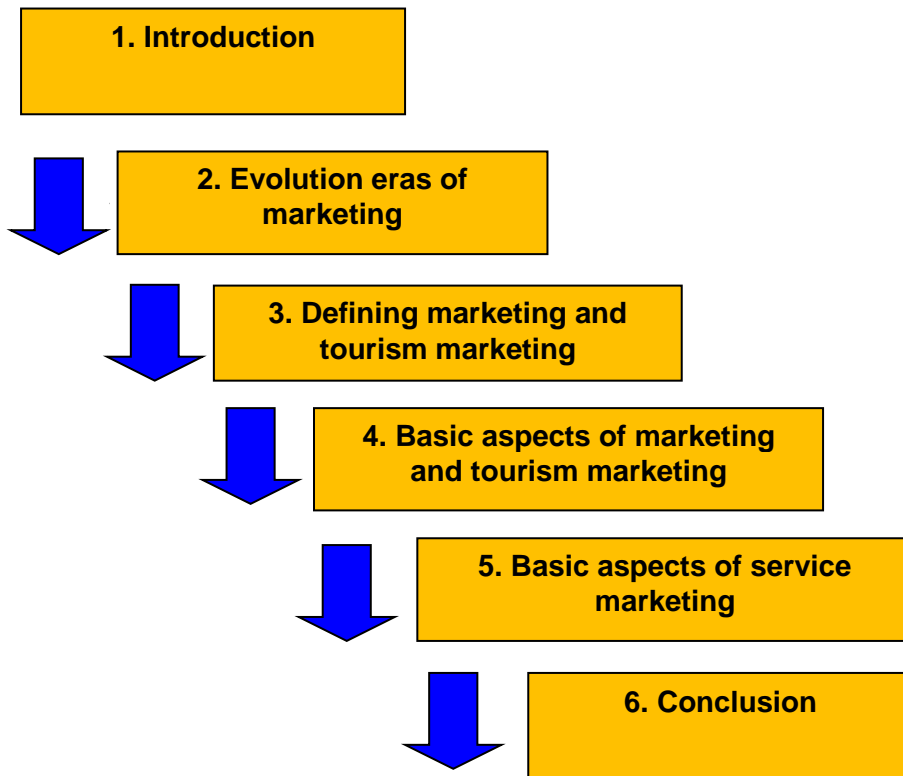 1. Introduction
2. Evolution eras of
marketing
3. Defining marketing and
tourism marketing
4. Basic aspects of marketing
and tourism marketing
5. Basic aspects of service
marketing
6. Conclusion